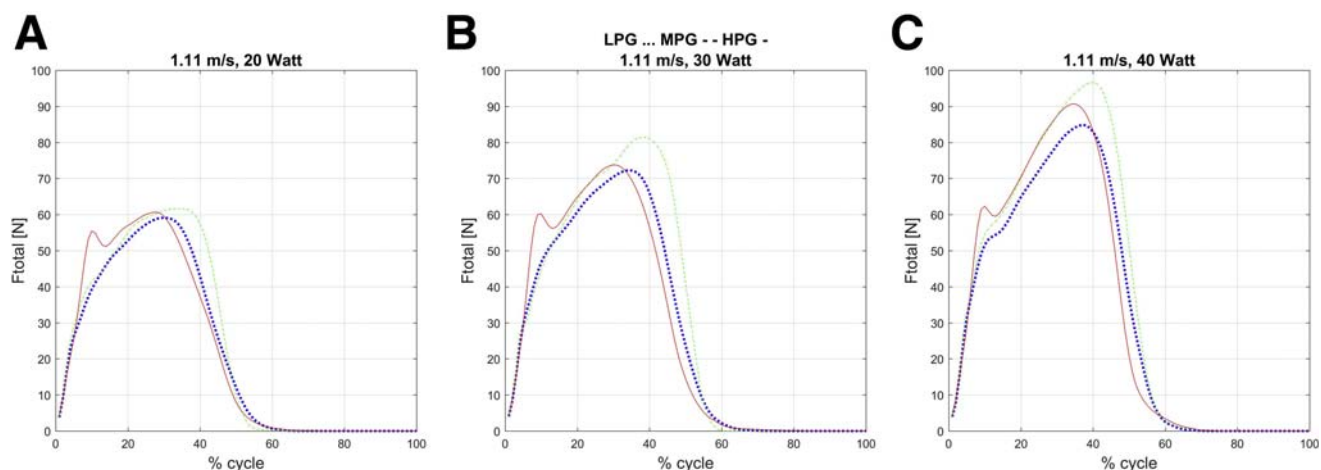 A
1.11 m/s, 20 Watt
100
90
80
70
60
50
40
30
20
10
0
Ftotal [N]
0 20 40 60 80 100
% cycle
B
LPG ... MPG - - HPG -
1.11 m/s, 30 Watt
100
90
80
70
60
50
40
30
20
10
0
Ftotal [N]
0 20 40 60 80 100
% cycle
C
1.11 m/s, 40 Watt
100
90
80
70
60
50
40
30
20
10
0
Ftotal [N]
0 20 40 60 80 100
% cycle